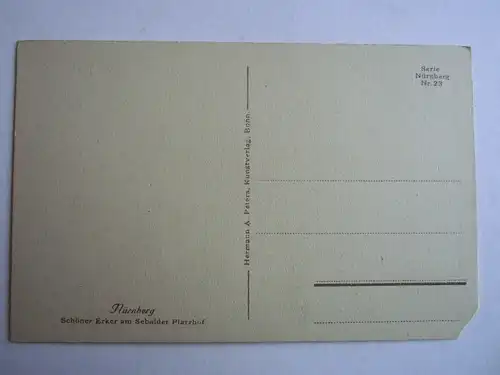 Serie
Nürnberg
Nr. 23
Hermann A. Peters, Kunstverlag, Bonn.
Nürnberg
Schöner Erker am Sebalder Pfarrhof